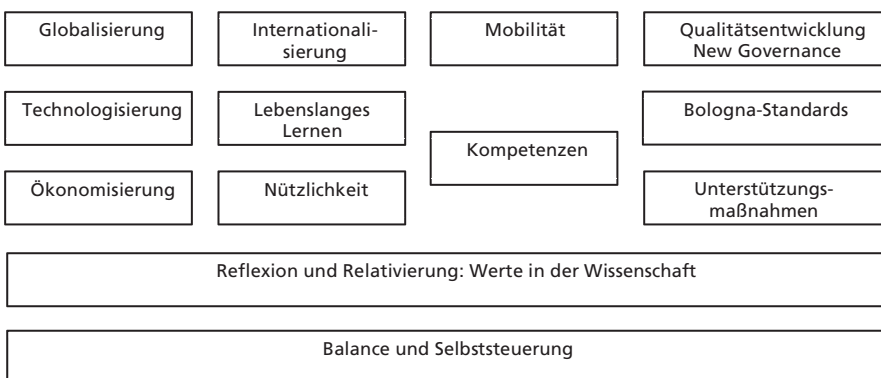 Globalisierung
Internationali-
sierung
Mobilität
Qualitätsentwicklung
New Governance
Technologisierung
Lebenslanges
Lernen
Bologna-Standards
Kompetenzen
Ökonomisierung
Nützlichkeit
Unterstützungs-
maßnahmen
Reflexion und Relativierung: Werte in der Wissenschaft
Balance und Selbststeuerung